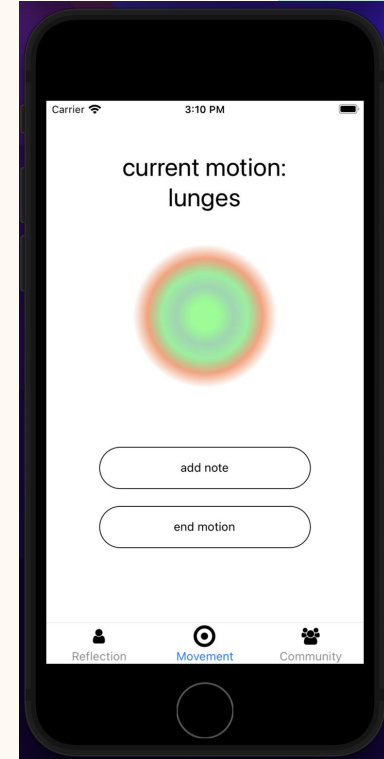 Carrier 3:10 PM
current motion:
lunges
add note
end motion
Reflection Movement Community